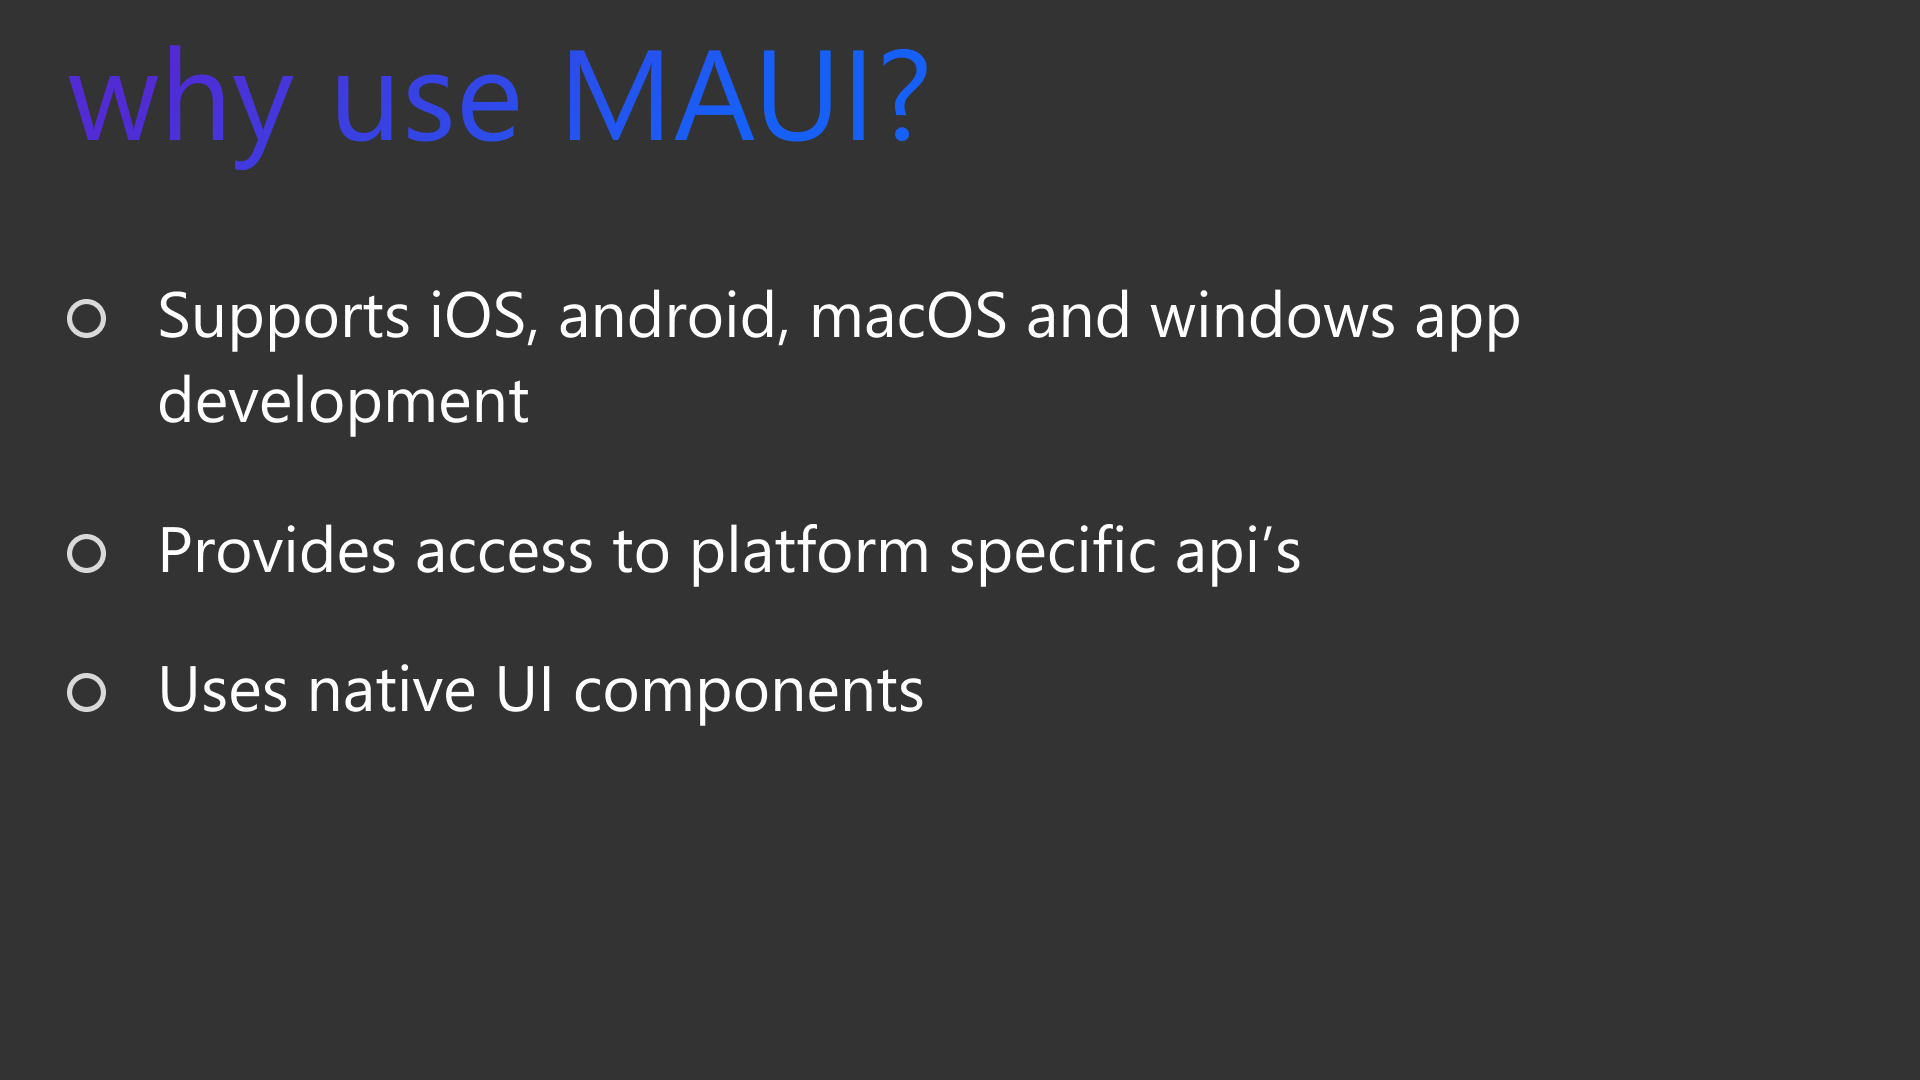 why use MAUI?
Supports iOS, android, macOS and windows app
development
Provides access to platform specific api’s
Uses native UI components